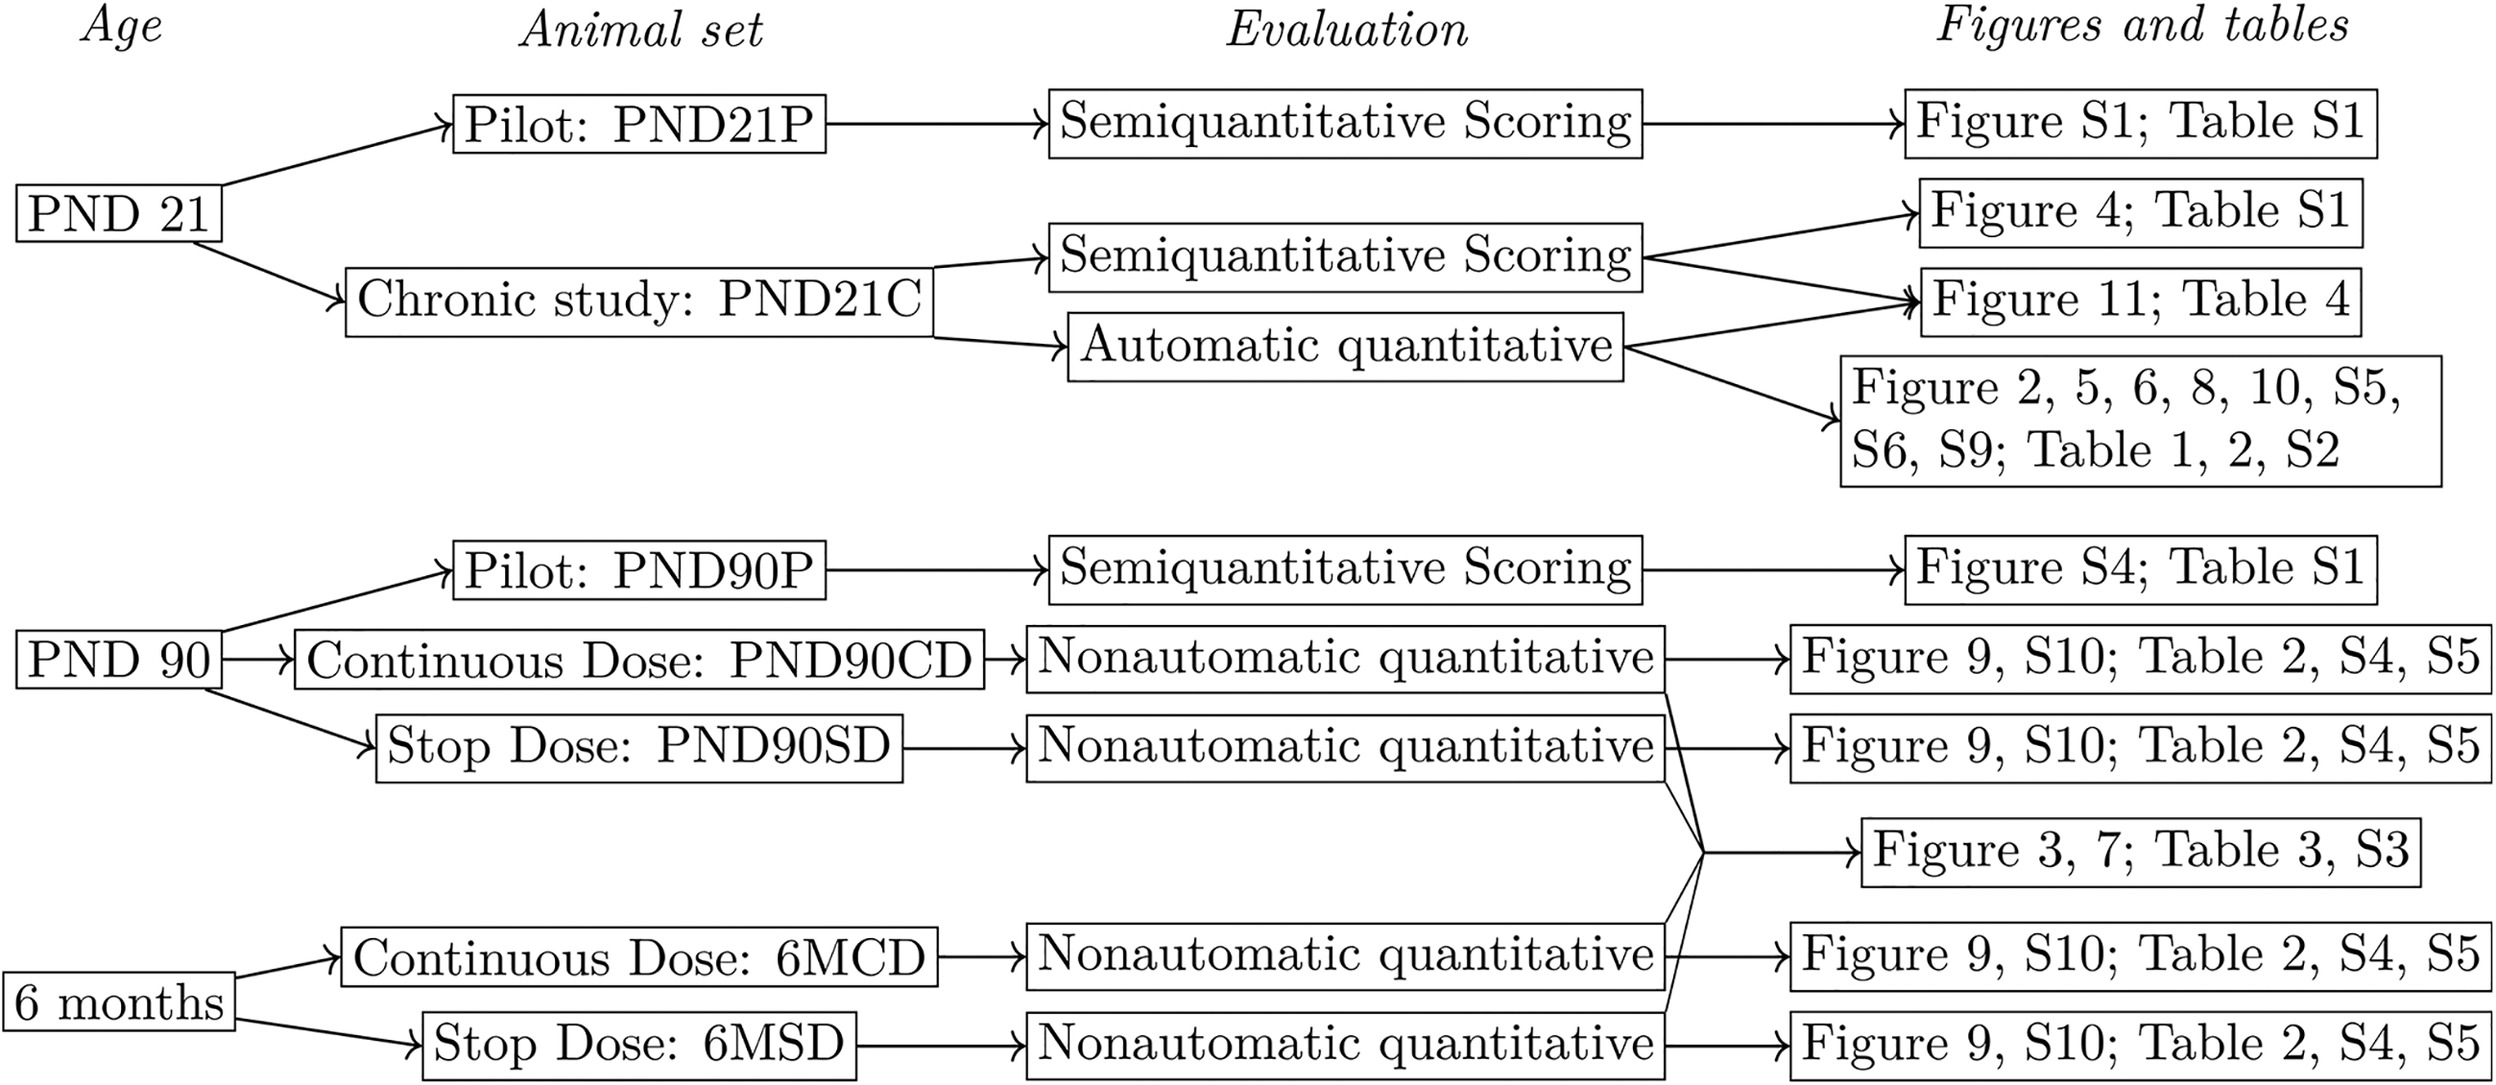 Age
Animal set
Evaluation
Figures and tables
Pilot: PND21P
Semiquantitative Scoring
Figure S1; Table S1
PND 21
Chronic study: PND21C
Semiquantitative Scoring
Figure 4; Table S1
Figure 11; Table 4
Automatic quantitative
Figure 2, 5, 6, 8, 10, S5,
S6, S9; Table 1, 2, S2
Pilot: PND90P
Semiquantitative Scoring
Figure S4; Table S1
PND 90
Continuous Dose: PND90CD
Nonautomatic quantitative
Figure 9, S10; Table 2, S4, S5
Stop Dose: PND90SD
Nonautomatic quantitative
Figure 9, S10; Table 2, S4, S5
Figure 3, 7; Table 3, S3
6 months
Continuous Dose: 6MCD
Nonautomatic quantitative
Figure 9, S10; Table 2, S4, S5
Stop Dose: 6MSD
Nonautomatic quantitative
Figure 9, S10; Table 2, S4, S5